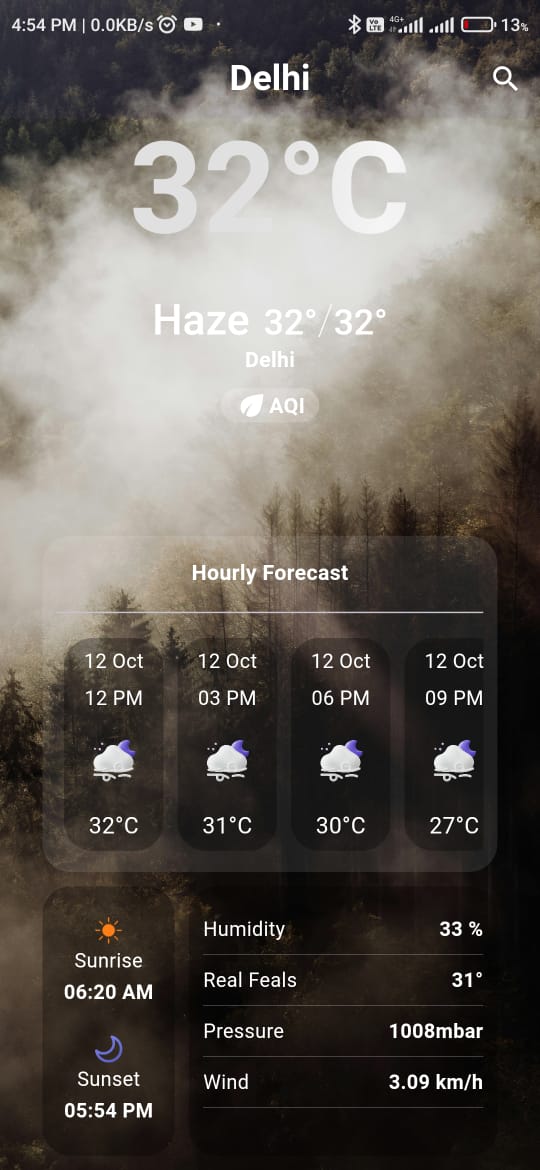 4:54 PM | 0.0KB/s
Vo LTE 4G+ 13%
Delhi
32°C
Haze 32°/32°
Delhi
AQI
Hourly Forecast
12 Oct 12 Oct 12 Oct 12 Oct
12 PM 03 PM 06 PM 09 PM
32°C 31°C 30°C 27°C
Sunrise
06:20 AM
Sunset
05:54 PM
Humidity 33 %
Real Feals 31°
Pressure 1008mbar
Wind 3.09 km/h